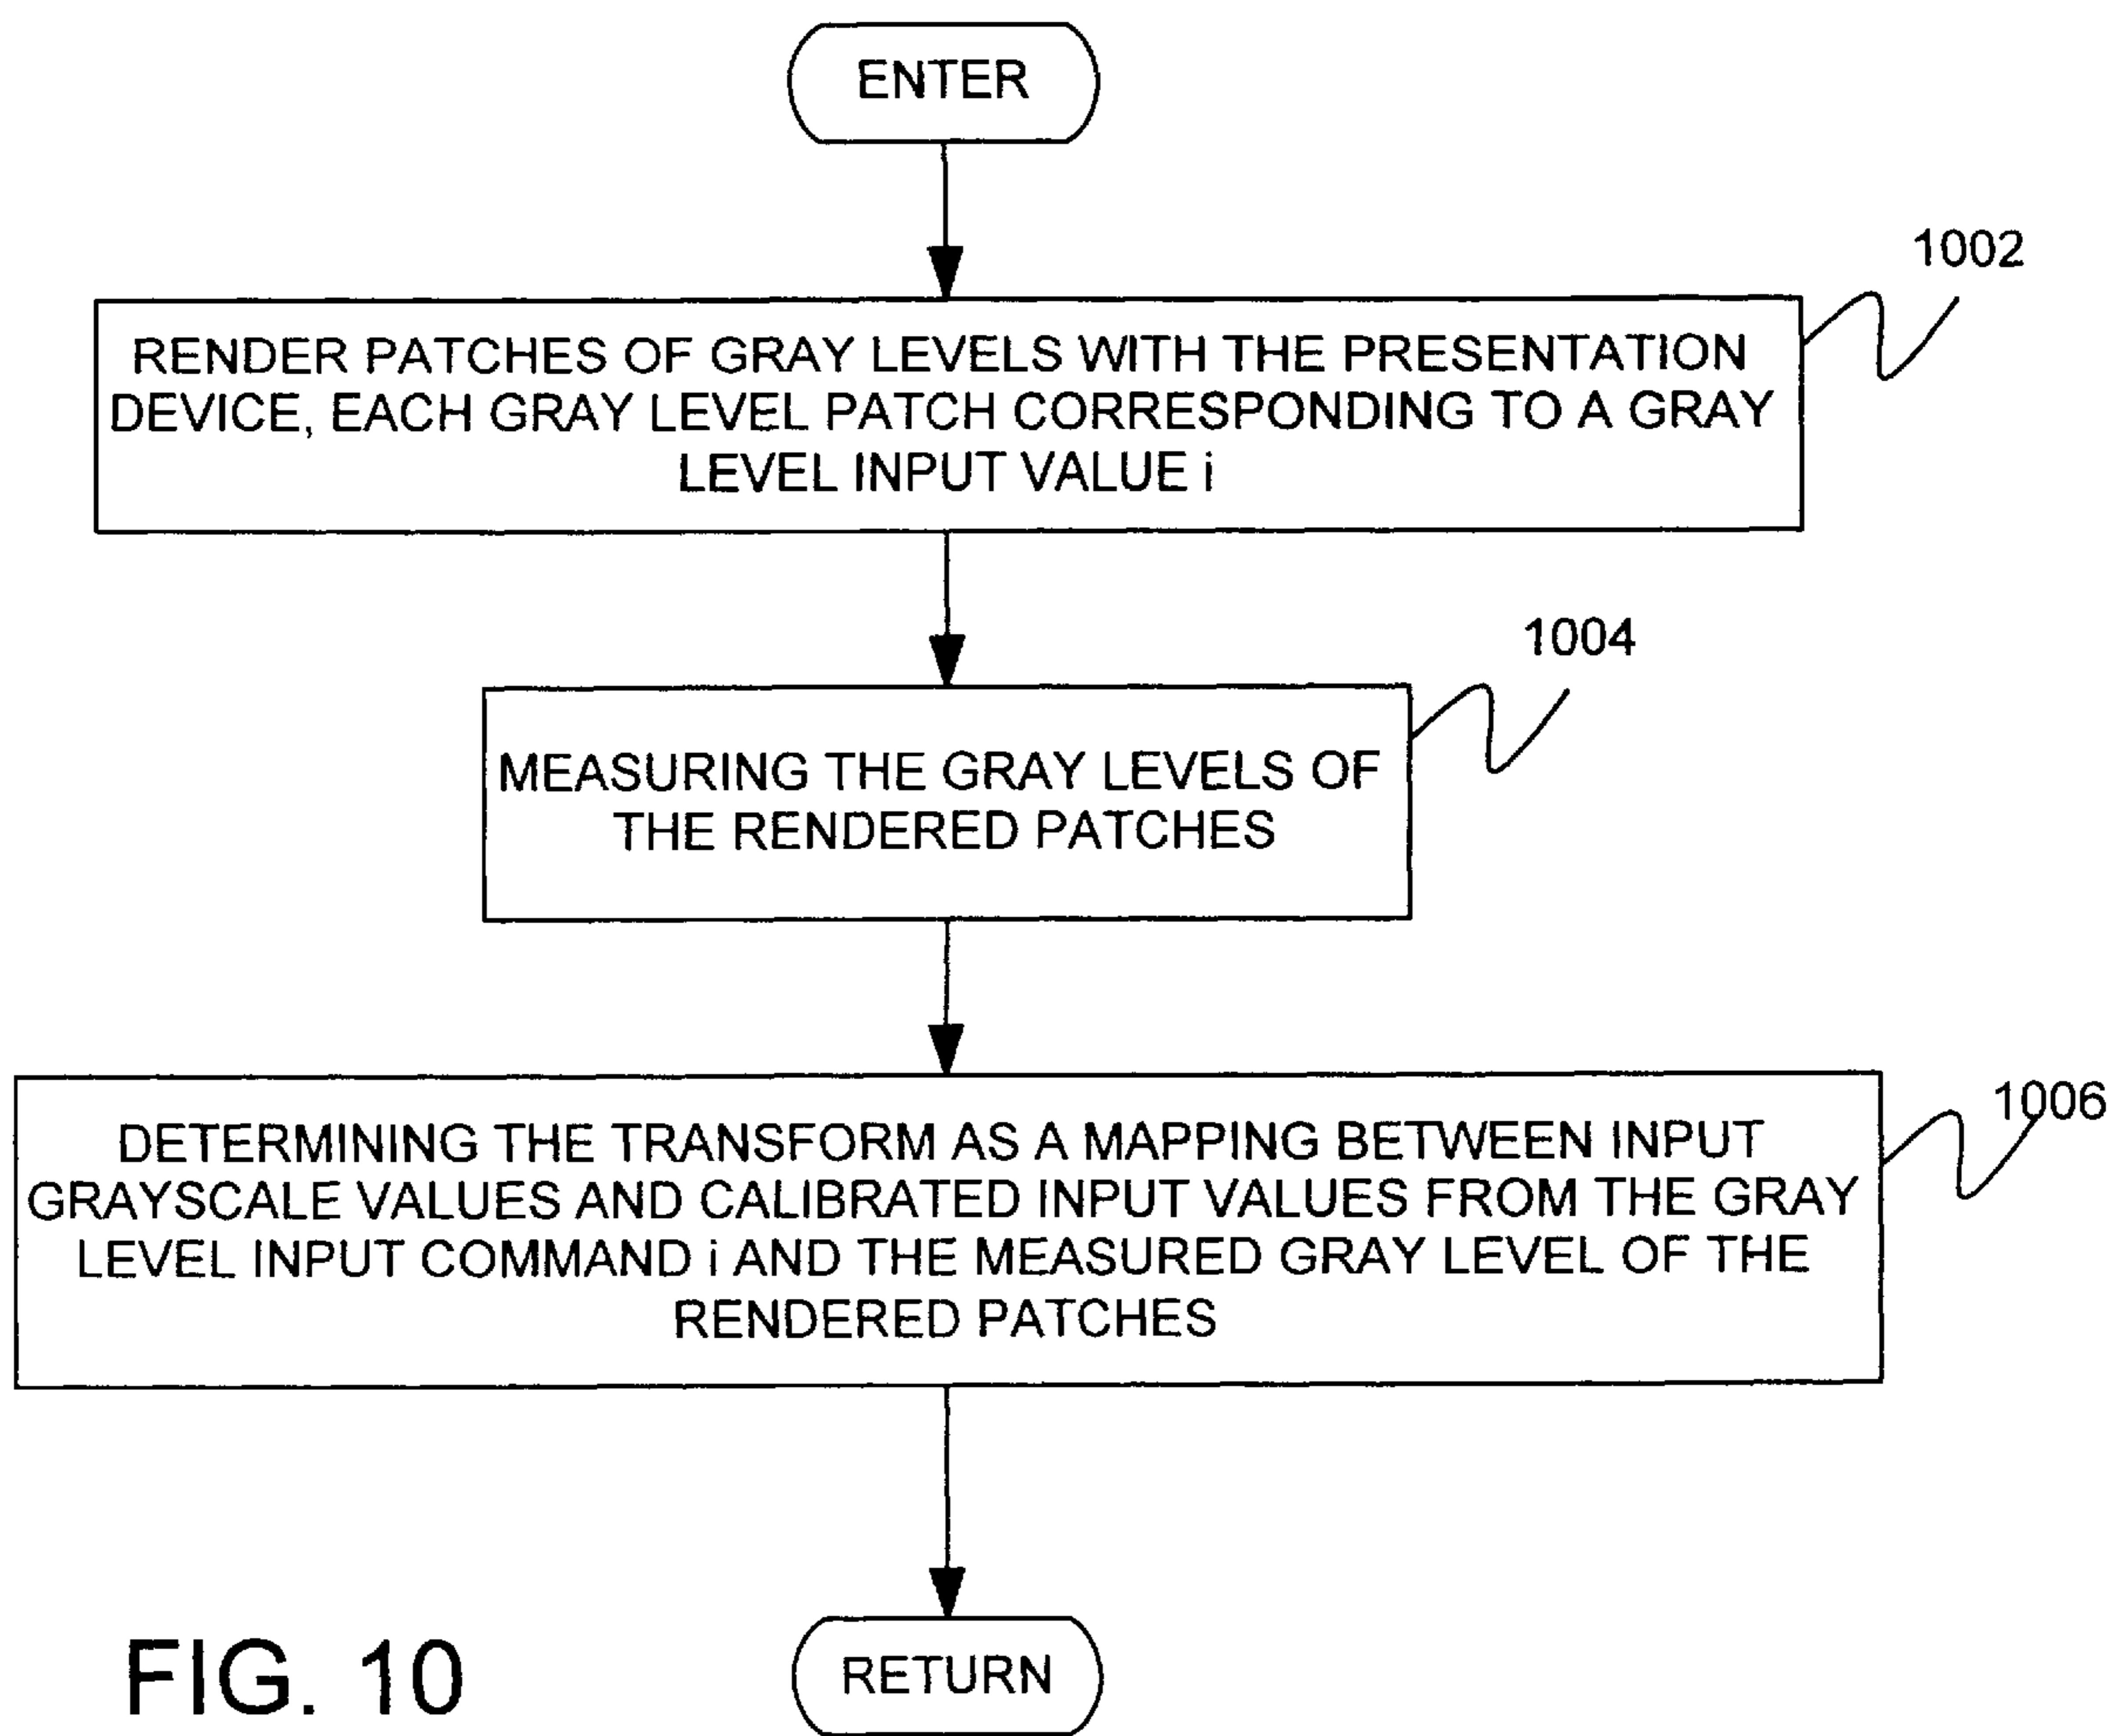 ENTER
1002
RENDER PATCHES OF GRAY LEVELS WITH THE PRESENTATION
DEVICE, EACH GRAY LEVEL PATCH CORRESPONDING TO A GRAY
LEVEL INPUT VALUE i
1004
MEASURING THE GRAY LEVELS OF
THE RENDERED PATCHES
1006
DETERMINING THE TRANSFORM AS A MAPPING BETWEEN INPUT
GRAYSCALE VALUES AND CALIBRATED INPUT VALUES FROM THE GRAY
LEVEL INPUT COMMAND i AND THE MEASURED GRAY LEVEL OF THE
RENDERED PATCHES
RETURN
FIG. 10